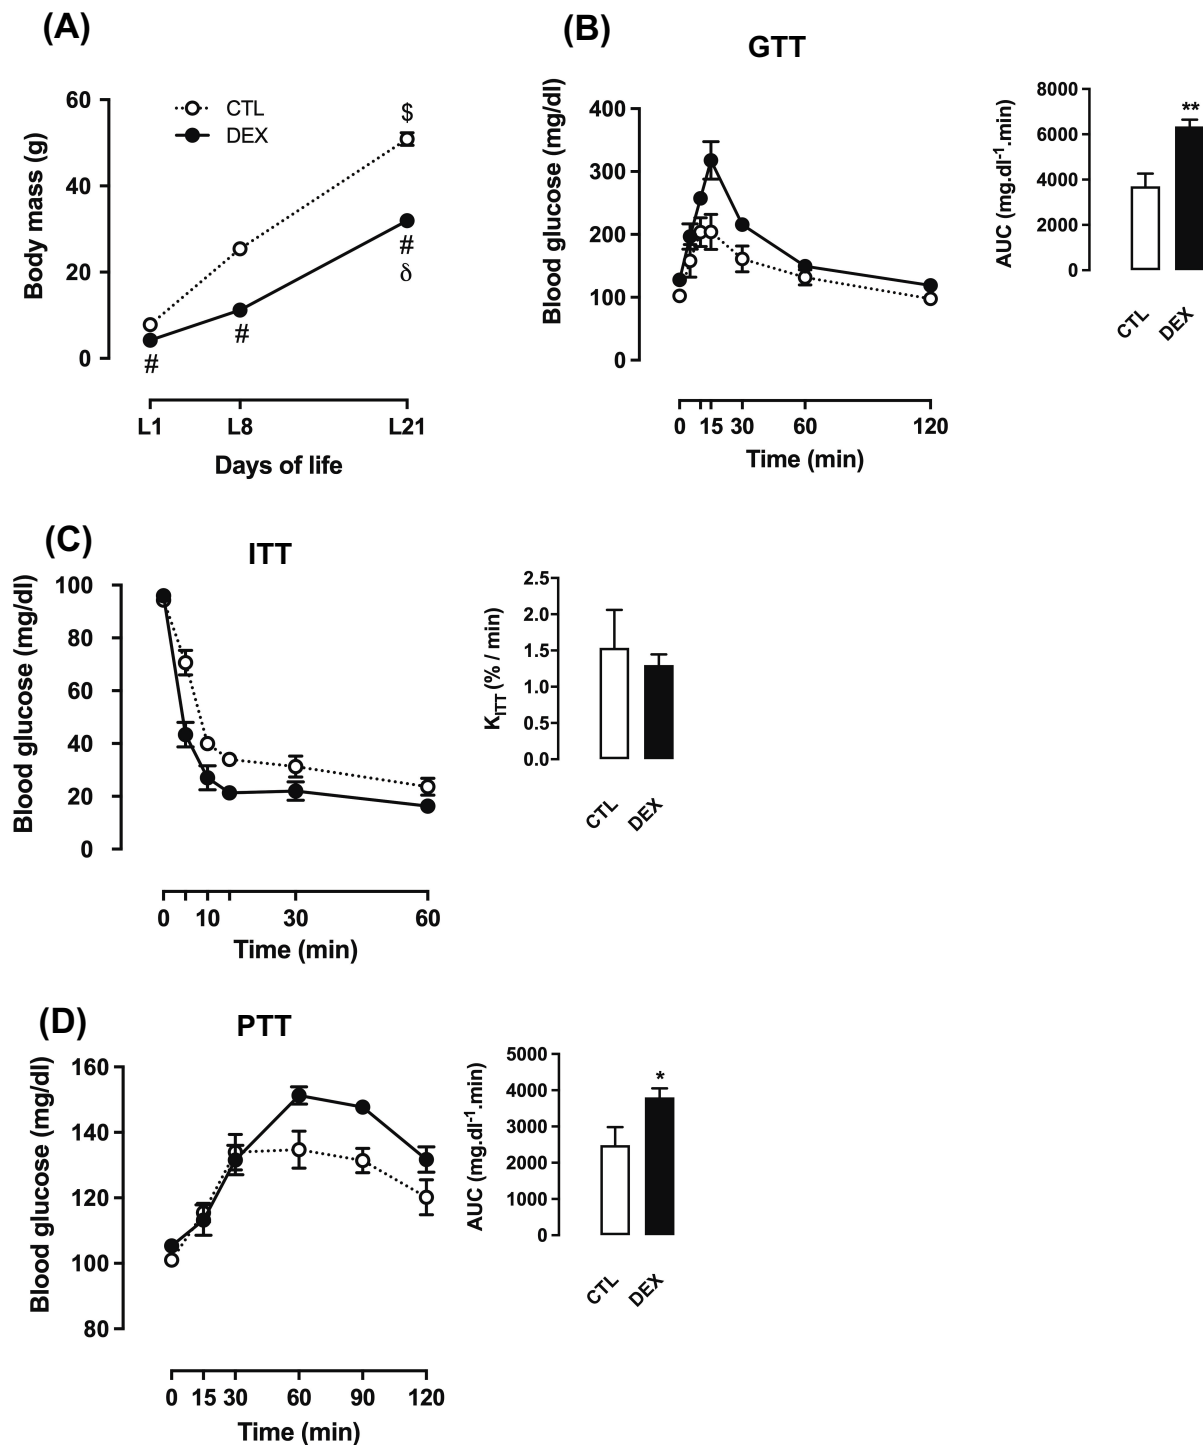 (A)
60
40
20
0
Body mass (g)
CTL
DEX
$
#
#
#
δ
L1 L8 L21
Days of life
(B)
GTT
400
300
200
100
0
Blood glucose (mg/dl)
0 15 30 60 120
Time (min)
8000
6000
4000
2000
0
AUC (mg.dl-1.min)
**
CTL DEX
(C)
ITT
100
80
60
40
20
0
Blood glucose (mg/dl)
0 10 30 60
Time (min)
2.5
2.0
1.5
1.0
0.5
0.0
KITT (% / min)
CTL DEX
(D)
PTT
160
140
120
100
80
Blood glucose (mg/dl)
0 15 30 60 90 120
Time (min)
5000
4000
3000
2000
1000
0
AUC (mg.dl-1.min)
*
CTL DEX